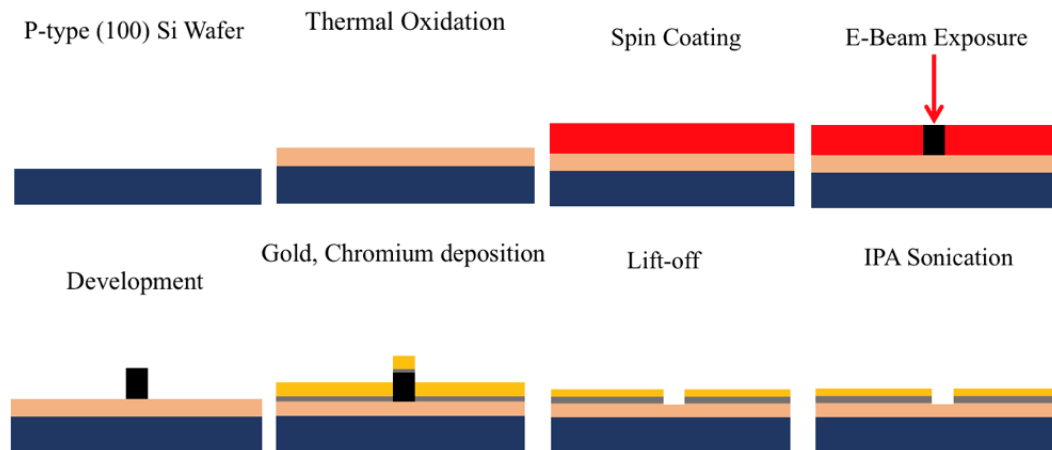 P-type (100) Si Wafer
Thermal Oxidation
Spin Coating
E-Beam Exposure
Development
Gold, Chromium deposition
Lift-off
IPA Sonication